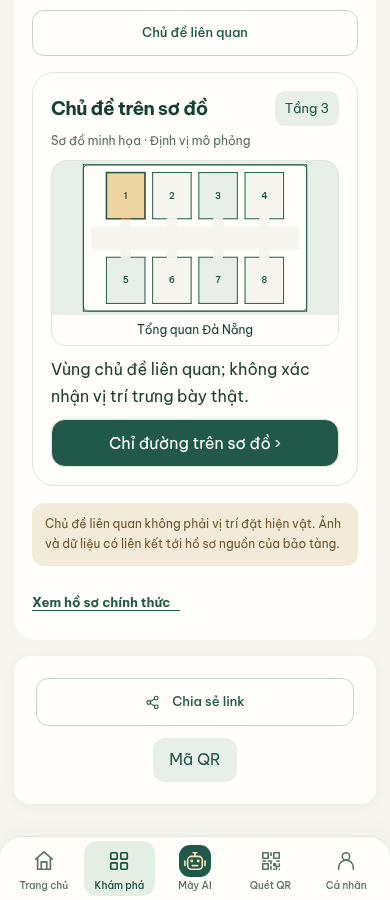 Chủ đề liên quan
Chủ đề trên sơ đồ
Tầng 3
Sơ đồ minh họa · Định vị mô phỏng
1 2 3 4
5 6 7 8
Tổng quan Đà Nẵng
Vùng chủ đề liên quan; không xác
nhận vị trí trưng bày thật.
Chỉ đường trên sơ đồ ›
Chủ đề liên quan không phải vị trí đặt hiện vật. Ảnh
và dữ liệu có liên kết tới hồ sơ nguồn của bảo tàng.
Xem hồ sơ chính thức
Chia sẻ link
Mã QR
Trang chủ
Khám phá
Mây AI
Quét QR
Cá nhân